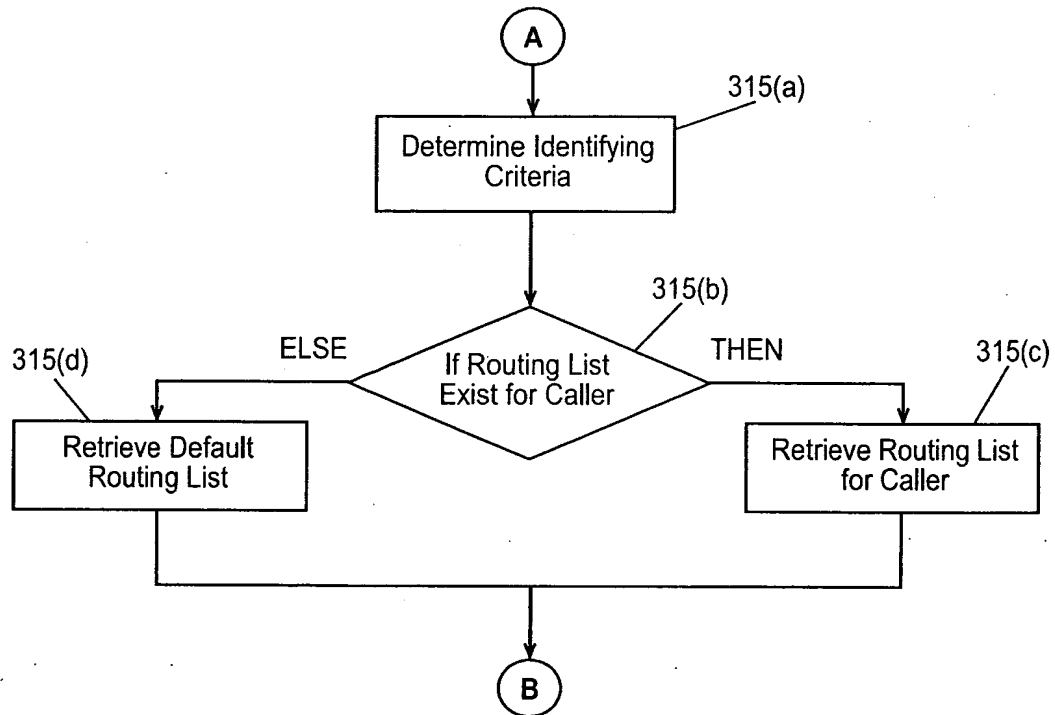 A
315(a)
Determine Identifying
Criteria
315(b)
ELSE
If Routing List
Exist for Caller
THEN
315(d)
315(c)
Retrieve Default
Routing List
Retrieve Routing List
for Caller
B